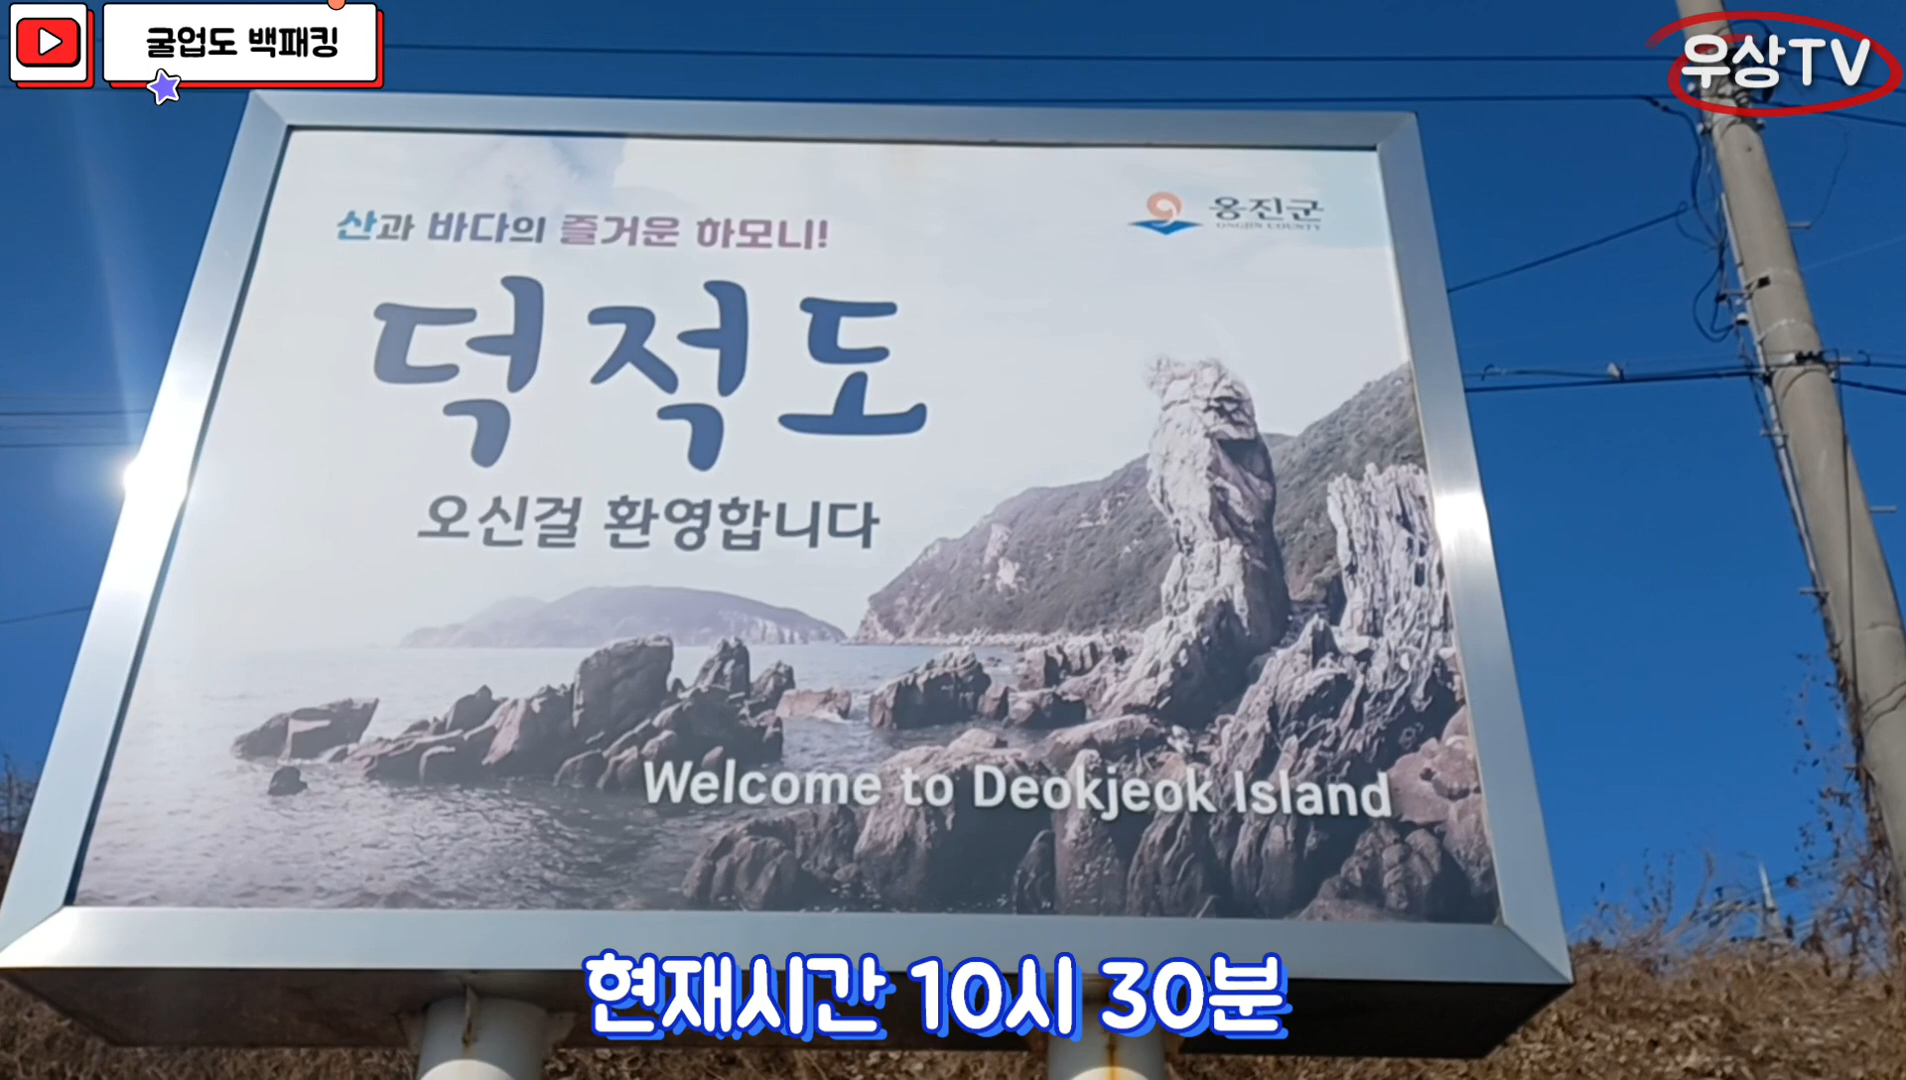 굴업도 백패킹
우상TV
산과 바다의 즐거운 하모니!
옹진군
ONGJIN COUNTY
덕적도
오신걸 환영합니다
Welcome to Deokjeok Island
현재시간 10시 30분